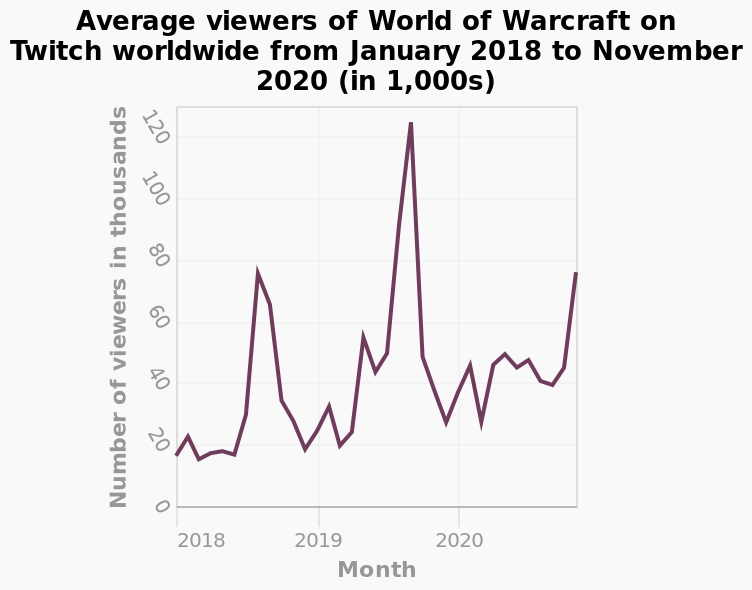 Average viewers of World of Warcraft on
Twitch worldwide from January 2018 to November
2020 (in 1,000s)
Number of viewers in thousands
120
100
80
60
40
20
0
2018
2019
2020
Month